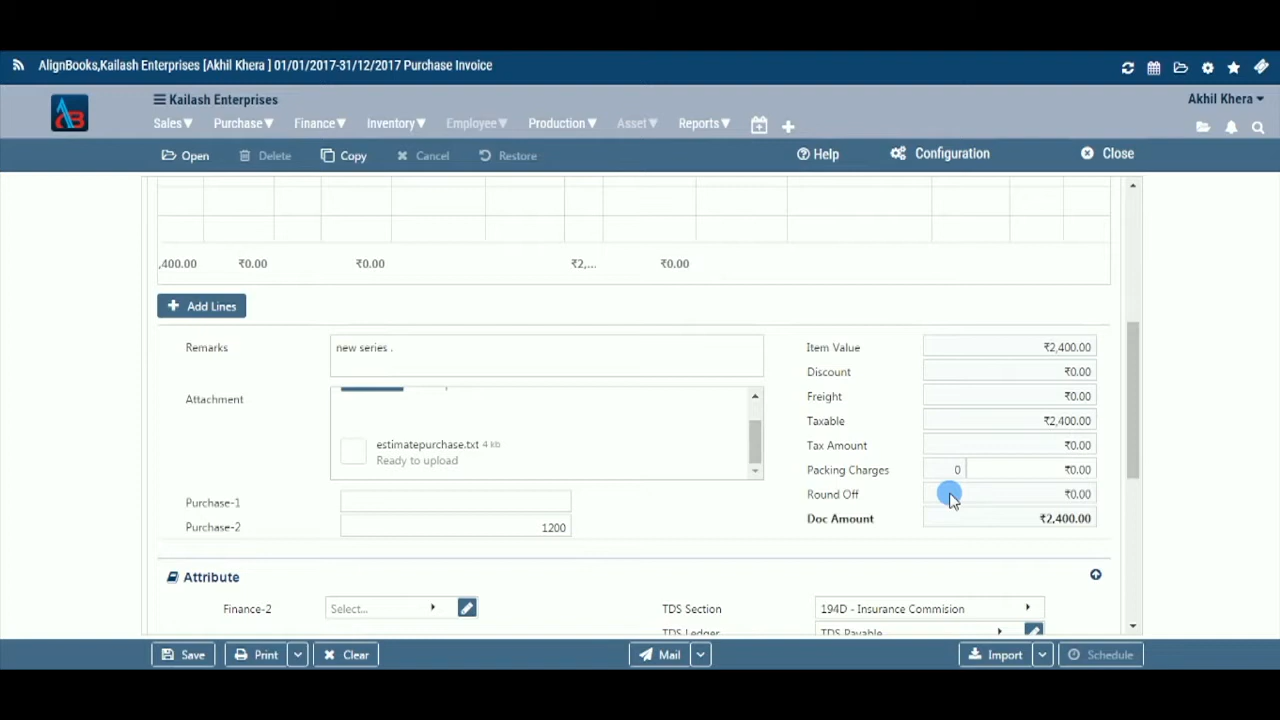 AlignBooks,Kailash Enterprises [Akhil Khera ] 01/01/2017-31/12/2017 Purchase Invoice
Kailash Enterprises
Akhil Khera
Sales Purchase Finance Inventory Employee Production Asset Reports
Open Delete Copy Cancel Restore Help Configuration Close
,400.00 ₹0.00 ₹0.00 ₹2,... ₹0.00
Add Lines
Remarks new series . Item Value ₹2,400.00
Discount ₹0.00
Attachment Freight ₹0.00
Taxable ₹2,400.00
estimatepurchase.txt 4 kb Tax Amount ₹0.00
Ready to upload Packing Charges 0 ₹0.00
Purchase-1 Round Off ₹0.00
Purchase-2 1200 Doc Amount ₹2,400.00
Attribute
Finance-2 Select... TDS Section 194D - Insurance Commision
TDS Ledger TDS Payable
Save Print Clear Mail Import Schedule